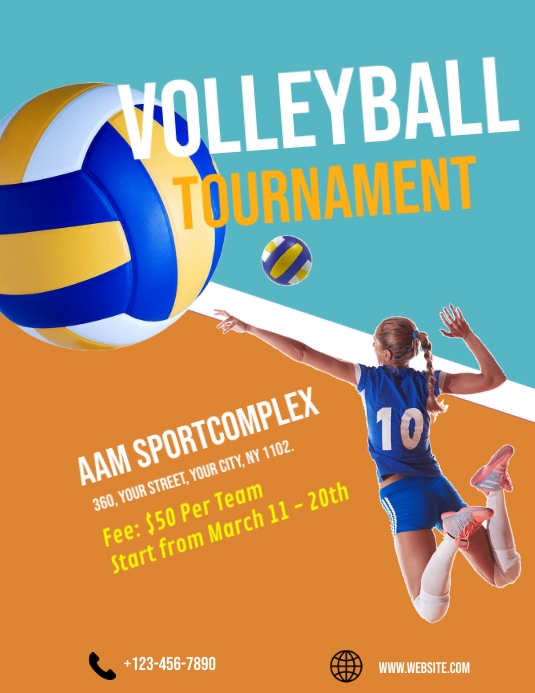 VOLLEYBALL
TOURNAMENT
10
AAM SPORTCOMPLEX
360, YOUR STREET, YOUR CITY, NY 1102.
Fee: $50 Per Team
Start from March 11 - 20th
+123-456-7890
WWW.WEBSITE.COM